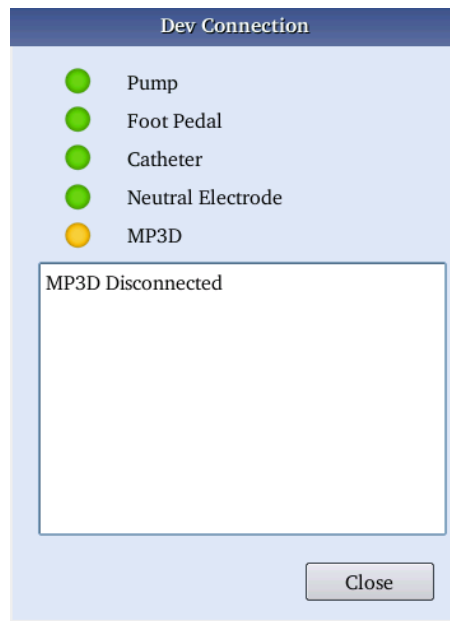 Dev Connection
Pump
Foot Pedal
Catheter
Neutral Electrode
MP3D
MP3D Disconnected
Close